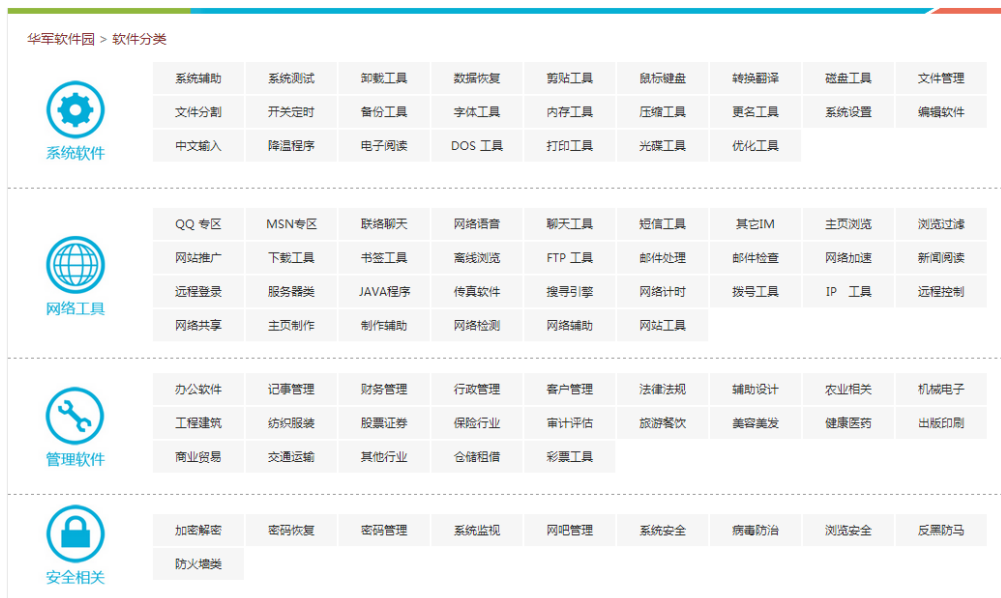 华军软件园 > 软件分类
系统辅助 系统测试 卸载工具 数据恢复 剪贴工具 鼠标键盘 转换翻译 磁盘工具 文件管理
文件分割 开关定时 备份工具 字体工具 内存工具 压缩工具 更名工具 系统设置 编辑软件
中文输入 降温程序 电子阅读 DOS 工具 打印工具 光碟工具 优化工具
系统软件
QQ 专区 MSN专区 联络聊天 网络语音 聊天工具 短信工具 其它IM 主页浏览 浏览过滤
网站推广 下载工具 书签工具 离线浏览 FTP 工具 邮件处理 邮件检查 网络加速 新闻阅读
远程登录 服务器类 JAVA程序 传真软件 搜寻引擎 网络计时 拨号工具 IP 工具 远程控制
网络工具
网络共享 主页制作 制作辅助 网络检测 网络辅助 网站工具
办公软件 记事管理 财务管理 行政管理 客户管理 法律法规 辅助设计 农业相关 机械电子
工程建筑 纺织服装 股票证券 保险行业 审计评估 旅游餐饮 美容美发 健康医药 出版印刷
商业贸易 交通运输 其他行业 仓储租借 彩票工具
管理软件
加密解密 密码恢复 密码管理 系统监视 网吧管理 系统安全 病毒防治 浏览安全 反黑防马
防火墙类
安全相关